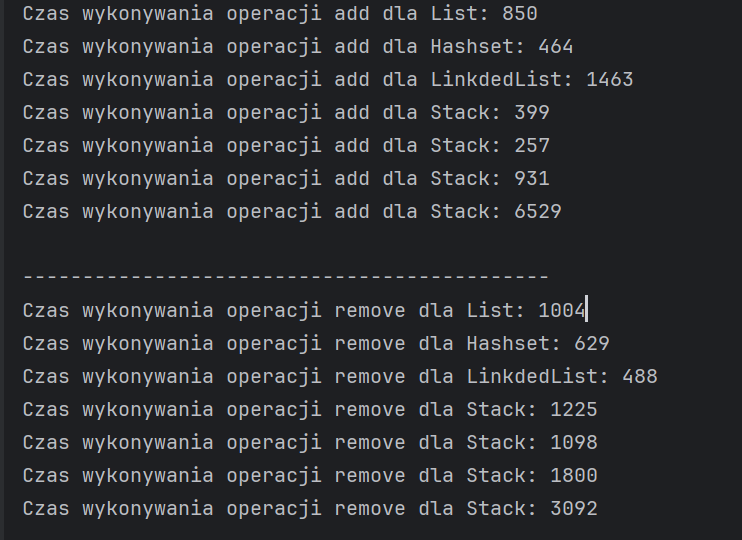 Czas wykonywania operacji add dla List: 850
Czas wykonywania operacji add dla Hashset: 464
Czas wykonywania operacji add dla LinkdedList: 1463
Czas wykonywania operacji add dla Stack: 399
Czas wykonywania operacji add dla Stack: 257
Czas wykonywania operacji add dla Stack: 931
Czas wykonywania operacji add dla Stack: 6529
--------------------------------------------
Czas wykonywania operacji remove dla List: 1004
Czas wykonywania operacji remove dla Hashset: 629
Czas wykonywania operacji remove dla LinkdedList: 488
Czas wykonywania operacji remove dla Stack: 1225
Czas wykonywania operacji remove dla Stack: 1098
Czas wykonywania operacji remove dla Stack: 1800
Czas wykonywania operacji remove dla Stack: 3092